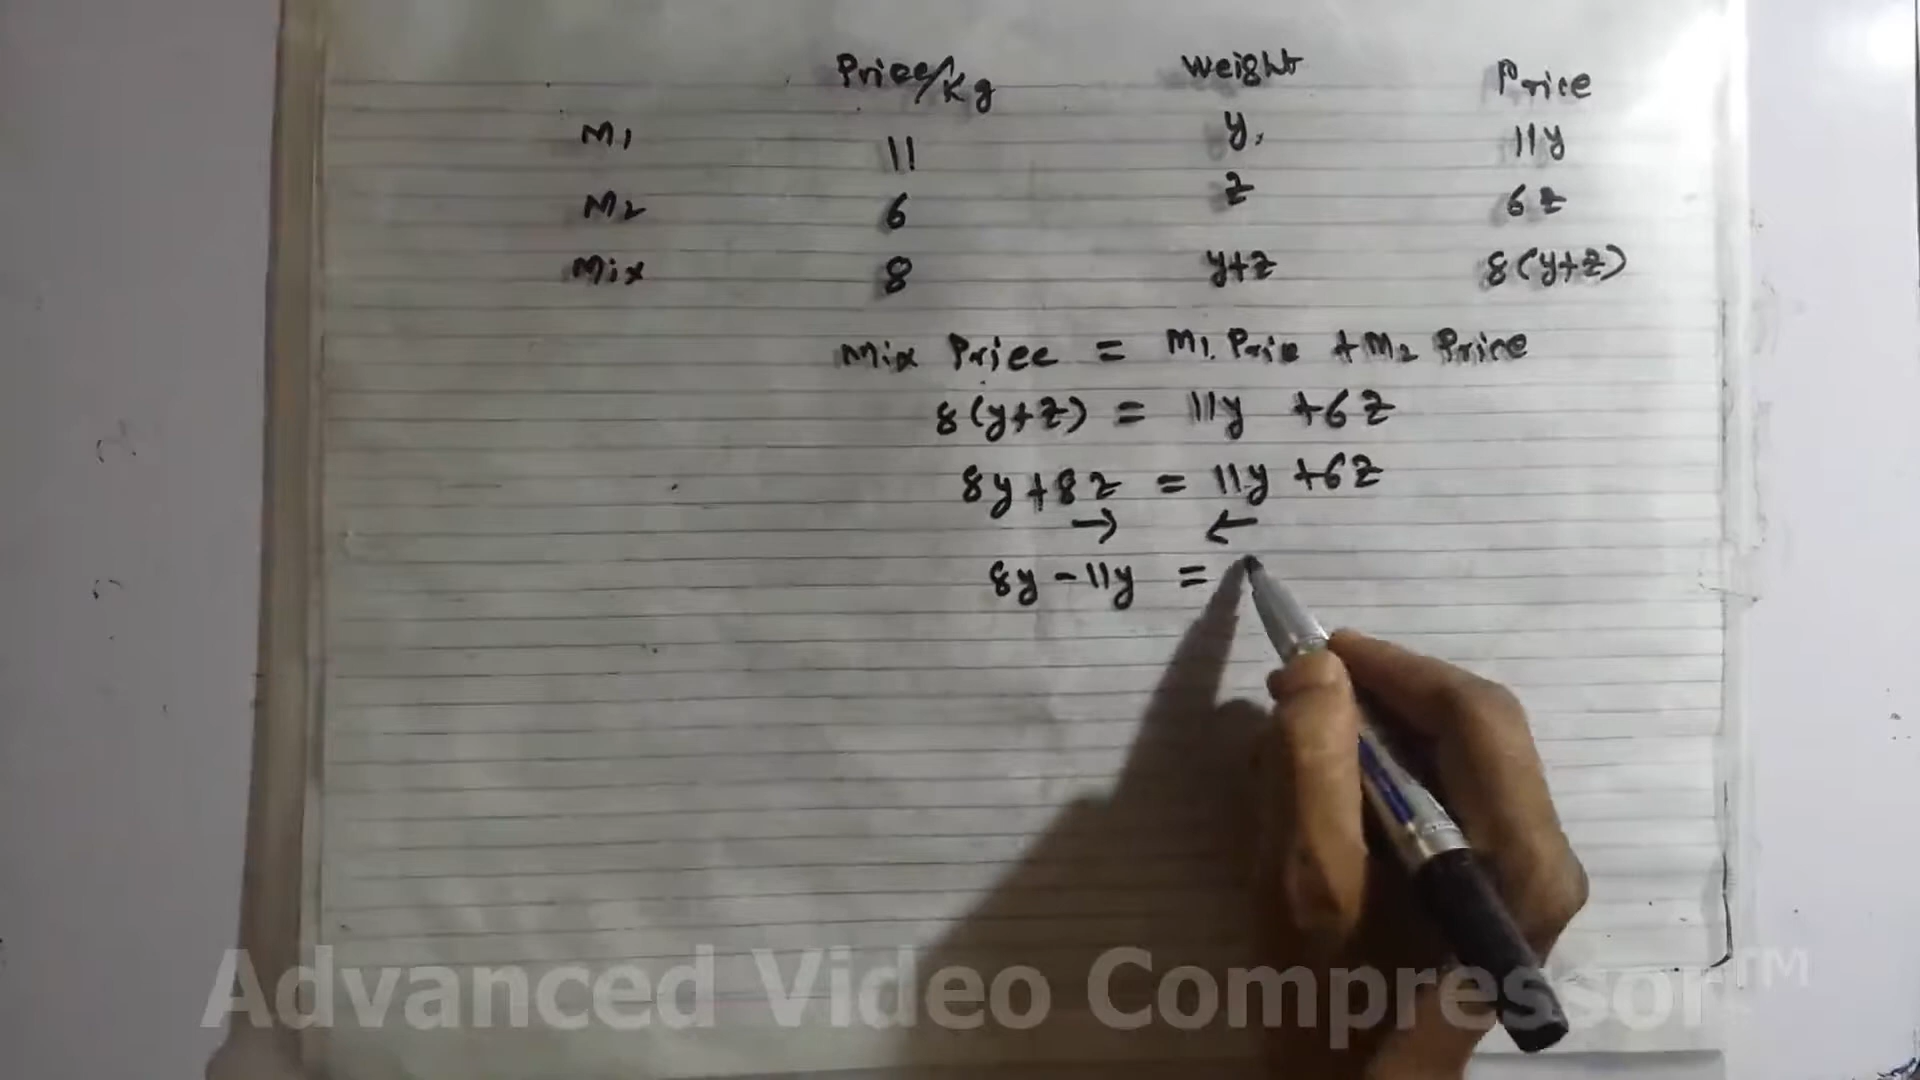 Price/Kg Weight Price
M1 11 y, 11y
M2 6 z 6z
Mix 8 y+z 8(y+z)
Mix Price = M1. Price + M2 Price
8(y+z) = 11y +6z
8y+8z = 11y +6z
→ ←
8y -11y =
Advanced Video Compressor™